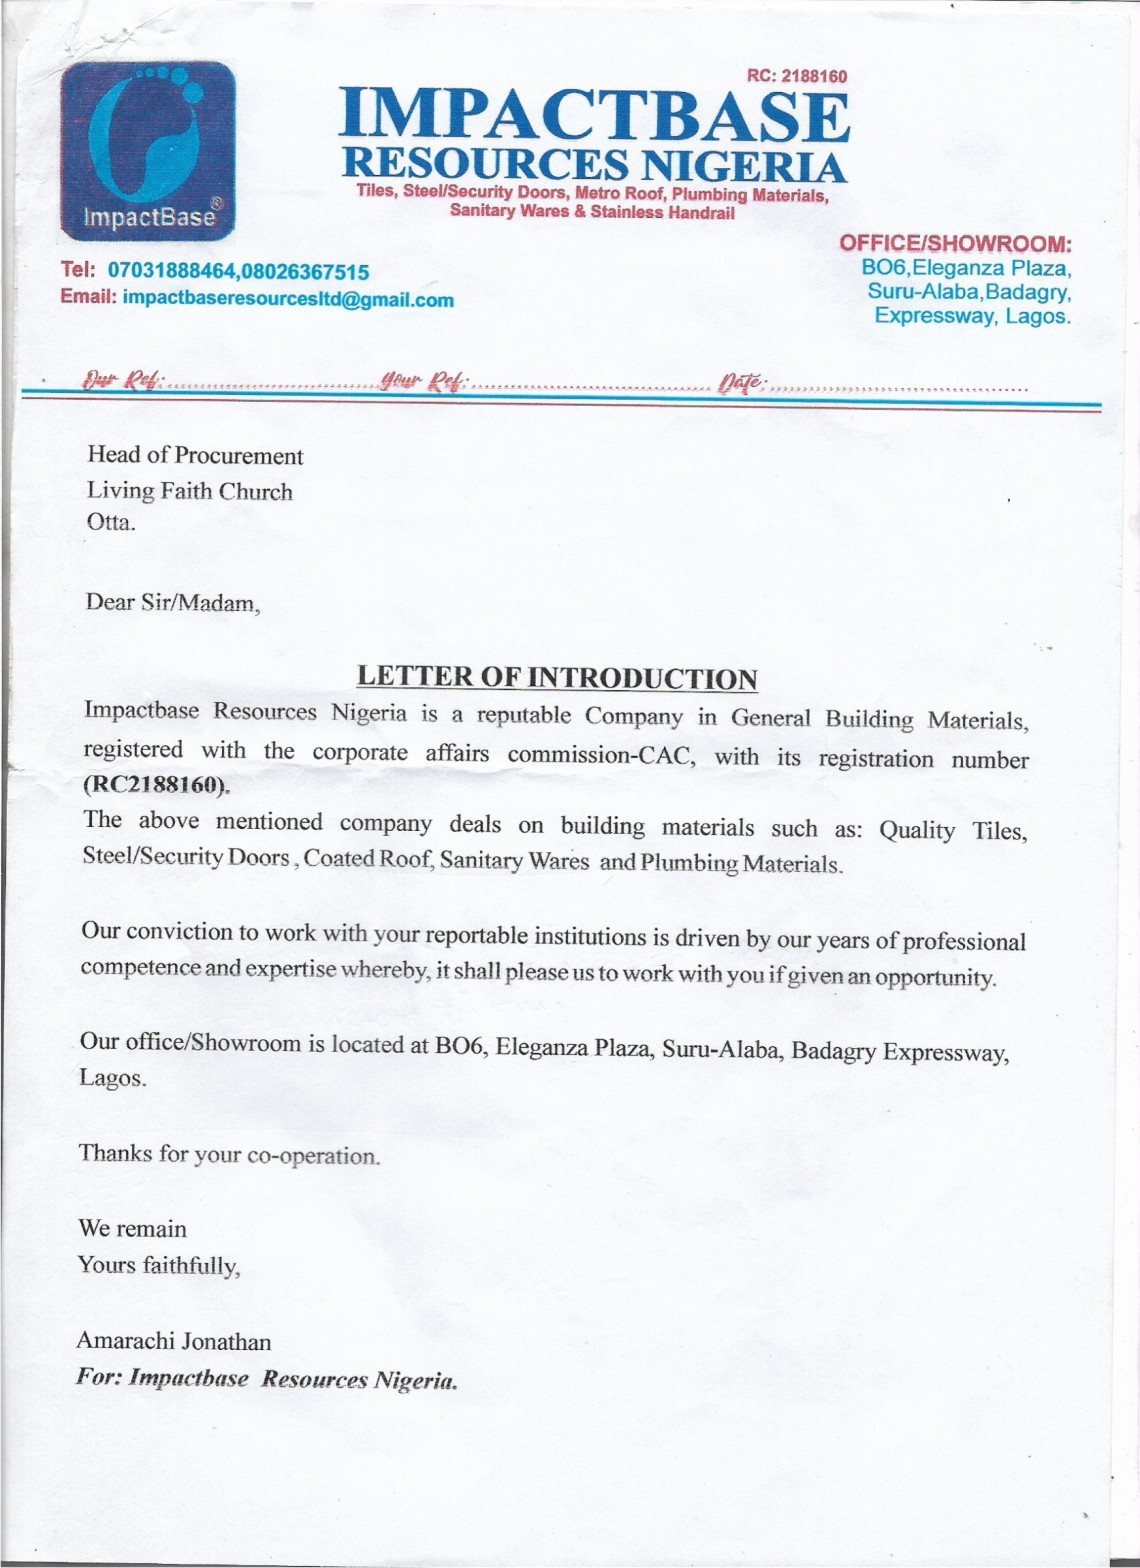 RC: 2188160
IMPACTBASE
RESOURCES NIGERIA
Tiles, Steel/Security Doors, Metro Roof, Plumbing Materials,
Sanitary Wares & Stainless Handrail
ImpactBase®
OFFICE/SHOWROOM:
BO6,Eleganza Plaza,
Suru-Alaba,Badagry,
Expressway, Lagos.
Tel: 07031888464,08026367515
Email: impactbaseresourcesltd@gmail.com
Our Ref:............................................Your Ref:.................................................Date:.....................................................
Head of Procurement
Living Faith Church
Otta.
Dear Sir/Madam,
LETTER OF INTRODUCTION
Impactbase Resources Nigeria is a reputable Company in General Building Materials,
registered with the corporate affairs commission-CAC, with its registration number
(RC2188160).
The above mentioned company deals on building materials such as: Quality Tiles,
Steel/Security Doors , Coated Roof, Sanitary Wares and Plumbing Materials.
Our conviction to work with your reportable institutions is driven by our years of professional
competence and expertise whereby, it shall please us to work with you if given an opportunity.
Our office/Showroom is located at BO6, Eleganza Plaza, Suru-Alaba, Badagry Expressway,
Lagos.
Thanks for your co-operation.
We remain
Yours faithfully,
Amarachi Jonathan
For: Impactbase Resources Nigeria.